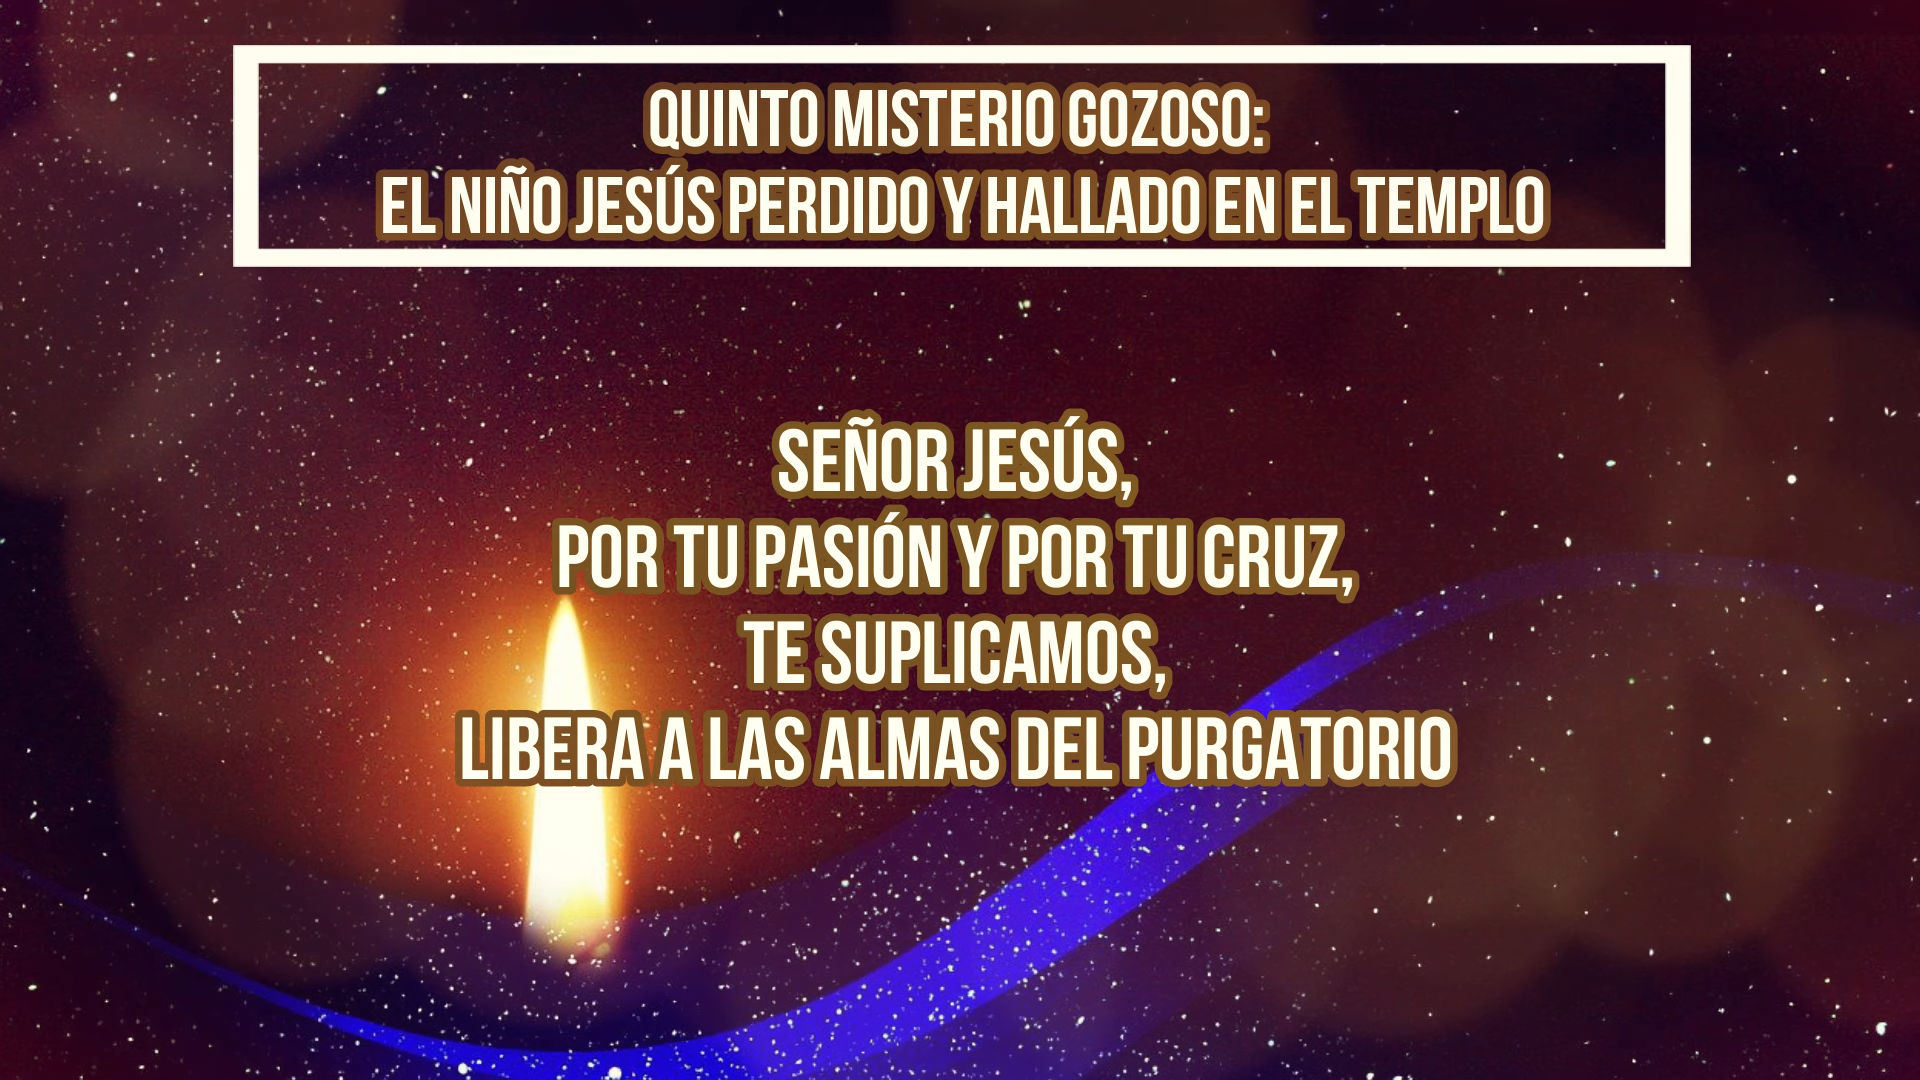 QUINTO MISTERIO GOZOSO:
EL NIÑO JESÚS PERDIDO Y HALLADO EN EL TEMPLO
SEÑOR JESÚS,
POR TU PASIÓN Y POR TU CRUZ,
TE SUPLICAMOS,
LIBERA A LAS ALMAS DEL PURGATORIO